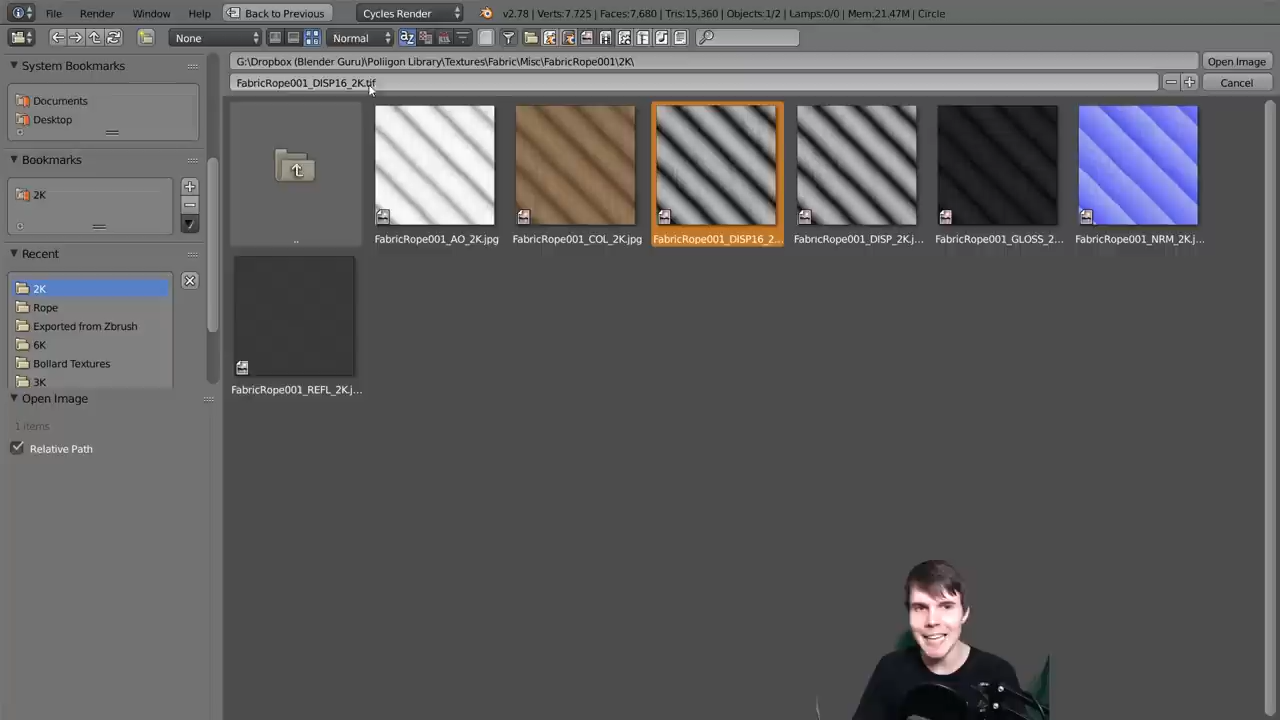 File Render Window Help Back to Previous Cycles Render v2.78 | Verts:7,725 | Faces:7,680 | Tris:15,360 | Objects:1/2 | Lamps:0/0 | Mem:21.47M | Circle
None Normal
System Bookmarks
Documents
Desktop
Bookmarks
2K
Recent
2K
Rope
Exported from Zbrush
6K
Bollard Textures
3K
Open Image
1 items
Relative Path
G:\Dropbox (Blender Guru)\Poliigon Library\Textures\Fabric\Misc\FabricRope001\2K\ Open Image
FabricRope001_DISP16_2K.tif Cancel
.. FabricRope001_AO_2K.jpg FabricRope001_COL_2K.jpg FabricRope001_DISP16_2... FabricRope001_DISP_2K.j... FabricRope001_GLOSS_2... FabricRope001_NRM_2K.j...
FabricRope001_REFL_2K.j...